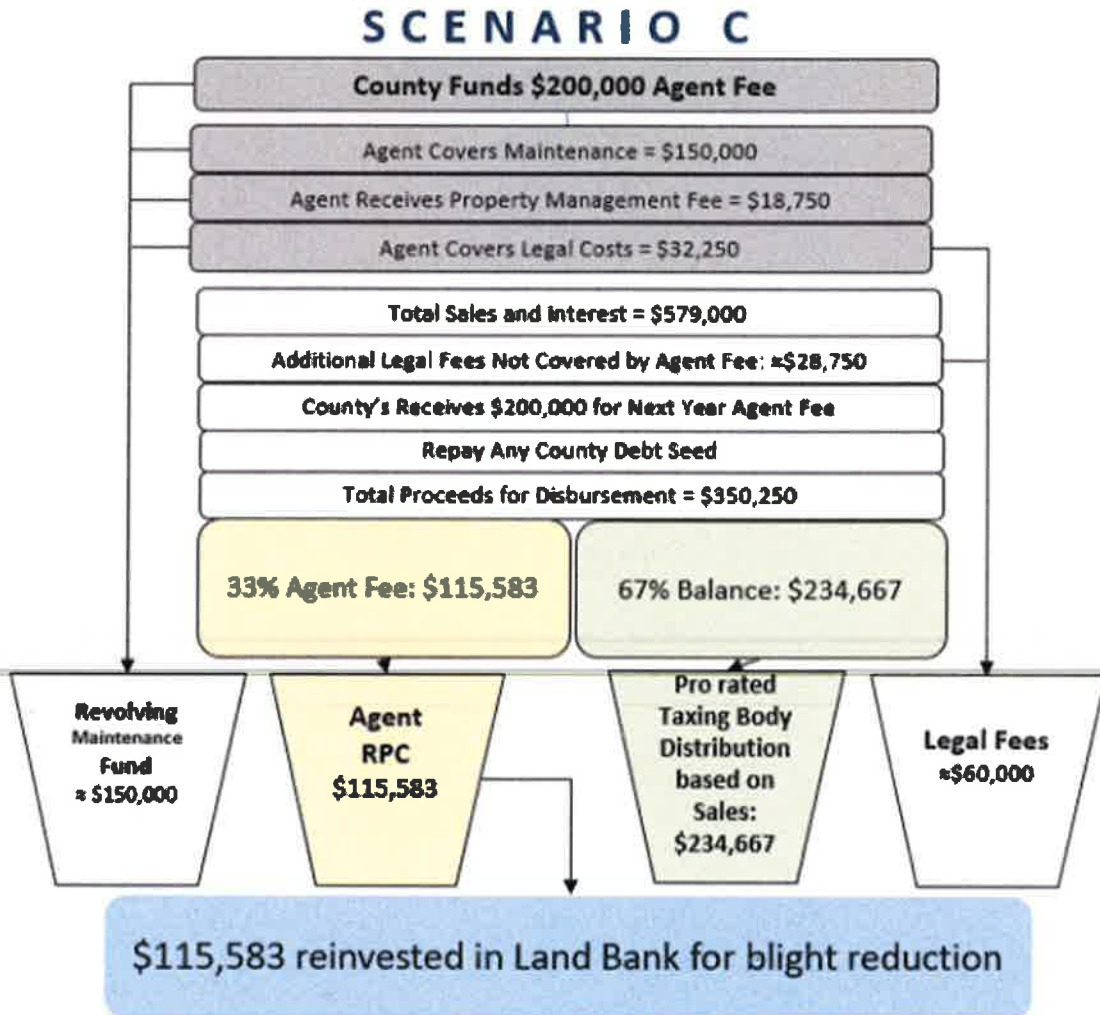 SCENARIO C
County Funds $200,000 Agent Fee
Agent Covers Maintenance = $150,000
Agent Receives Property Management Fee = $18,750
Agent Covers Legal Costs = $32,250
Total Sales and Interest = $579,000
Additional Legal Fees Not Covered by Agent Fee: ≈$28,750
County's Receives $200,000 for Next Year Agent Fee
Repay Any County Debt Seed
Total Proceeds for Disbursement = $350,250
33% Agent Fee: $115,583
67% Balance: $234,667
Revolving
Maintenance
Fund
≈ $150,000
Agent
RPC
$115,583
Pro rated
Taxing Body
Distribution
based on
Sales:
$234,667
Legal Fees
≈$60,000
$115,583 reinvested in Land Bank for blight reduction